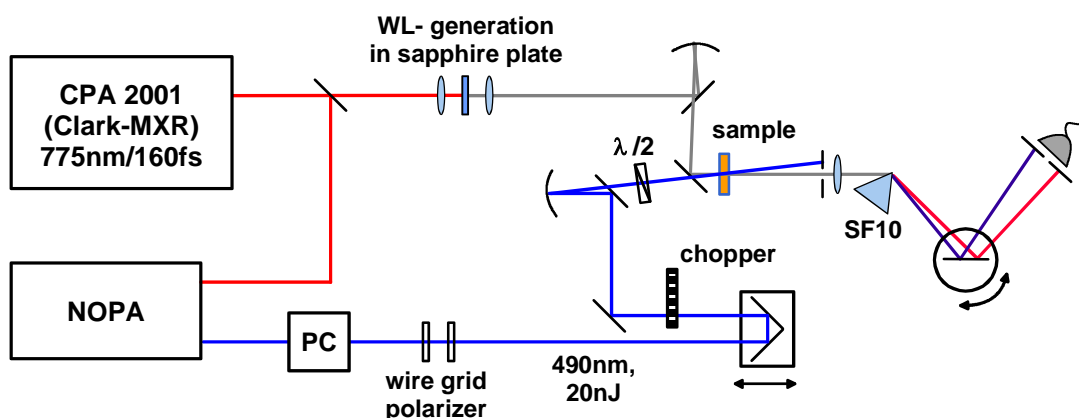 WL- generation
in sapphire plate
CPA 2001
(Clark-MXR)
775nm/160fs
sample
λ/2
SF10
chopper
NOPA
PC
490nm,
20nJ
wire grid
polarizer